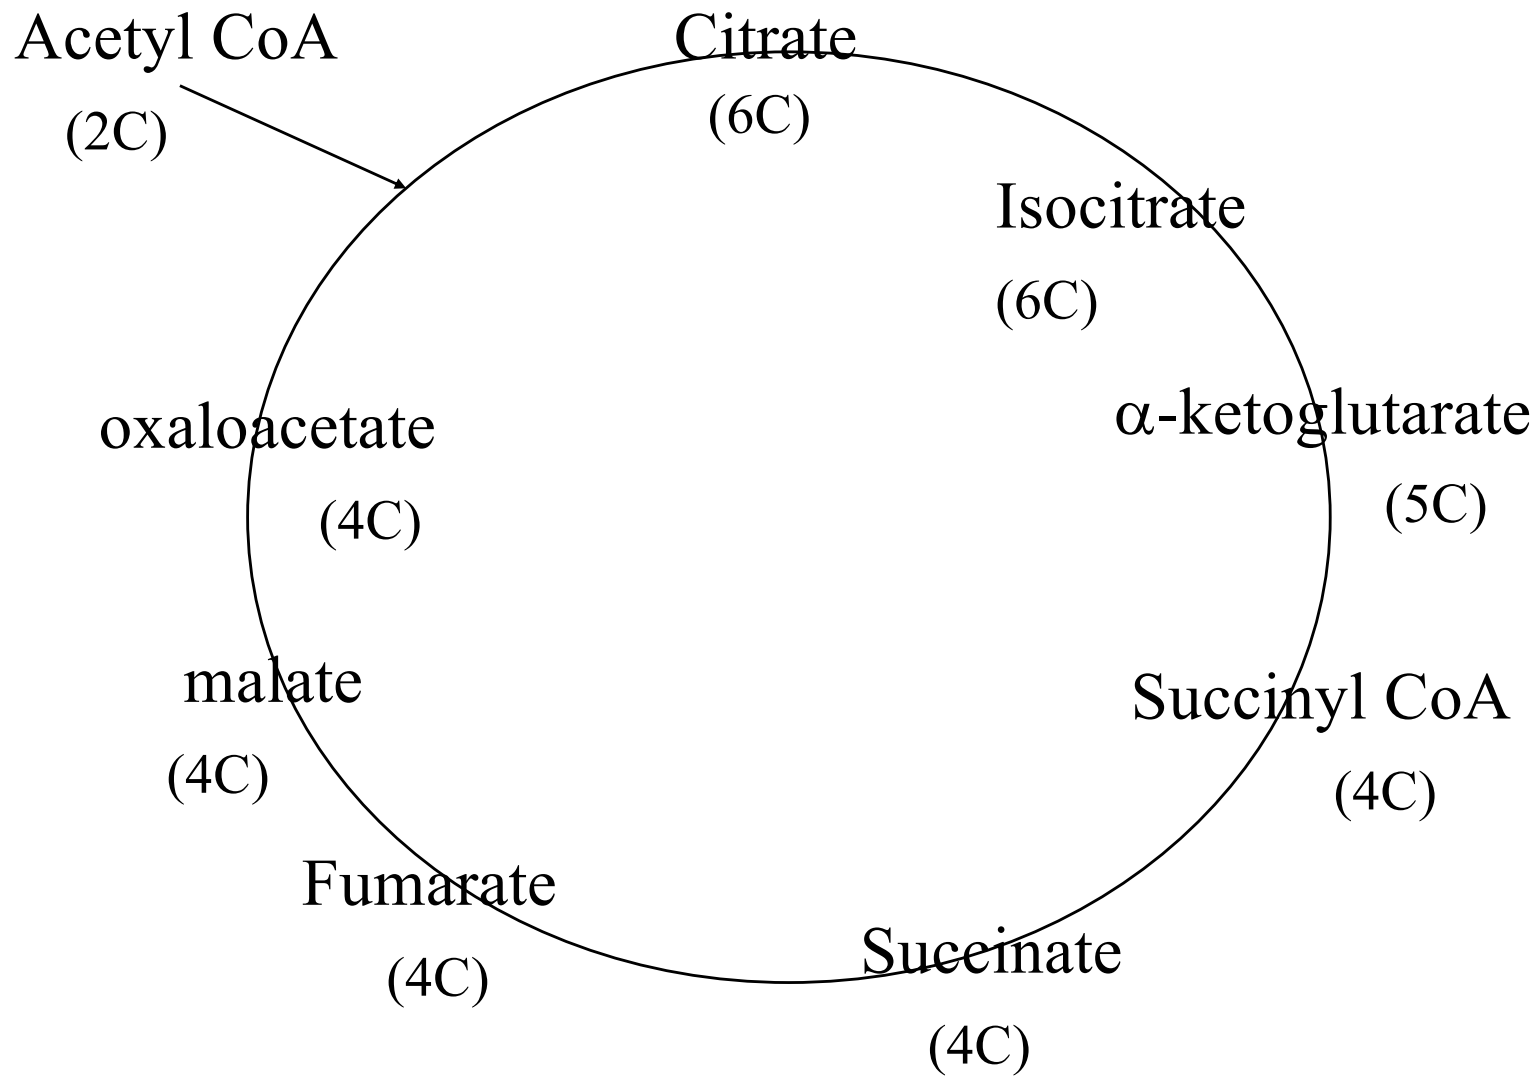 Acetyl CoA
(2C)
Citrate
(6C)
Isocitrate
(6C)
α-ketoglutarate
(5C)
Succinyl CoA
(4C)
Succinate
(4C)
Fumarate
(4C)
malate
(4C)
oxaloacetate
(4C)